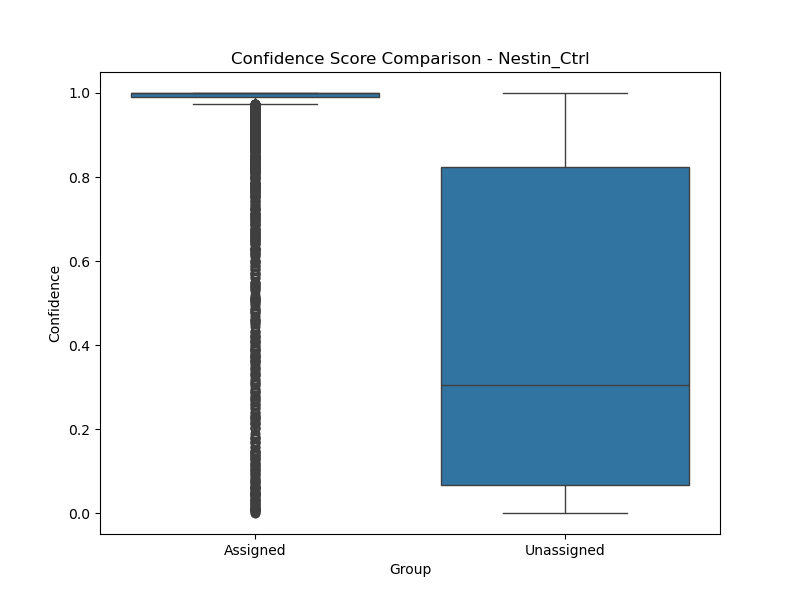 Confidence Score Comparison - Nestin_Ctrl
1.0
0.8
0.6
0.4
0.2
0.0
Confidence
Assigned
Unassigned
Group